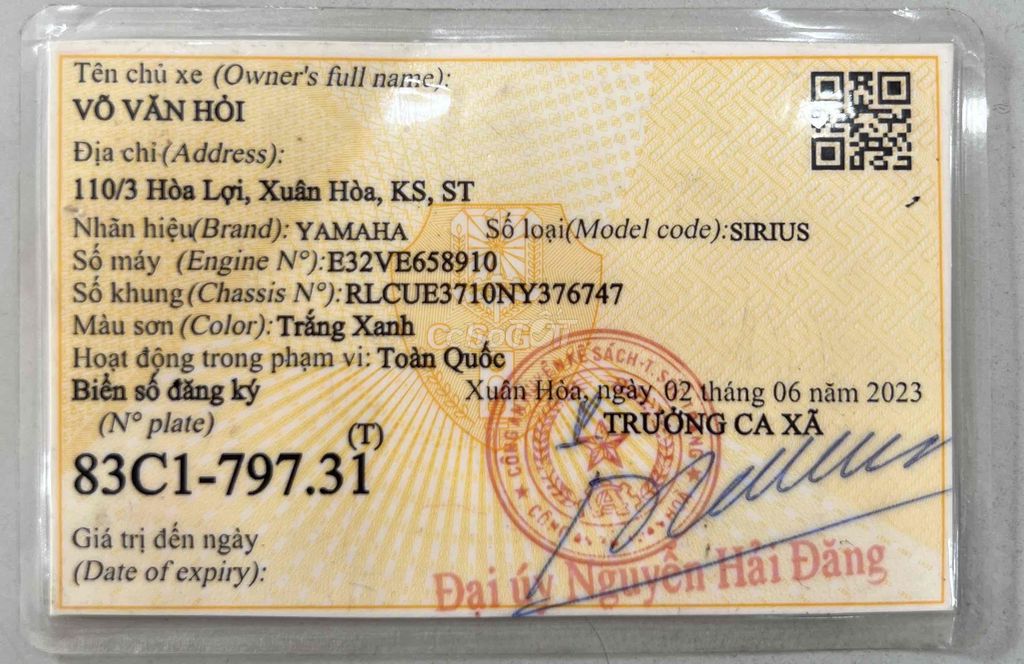 Tên chủ xe (Owner's full name):
VÕ VĂN HỎI
Địa chỉ (Address):
110/3 Hòa Lợi, Xuân Hòa, KS, ST
Nhãn hiệu(Brand): YAMAHA Số loại(Model code):SIRIUS
Số máy (Engine N°):E32VE658910
Số khung(Chassis N°):RLCUE3710NY376747
Màu sơn (Color): Trắng Xanh
Hoạt động trong phạm vi: Toàn Quốc
Biển số đăng ký Xuân Hòa, ngày 02 tháng 06 năm 2023
(N° plate) TRƯỞNG CA XÃ
(T)
83C1-797.31
Giá trị đến ngày
(Date of expiry):
Đại úy Nguyễn Hải Đăng